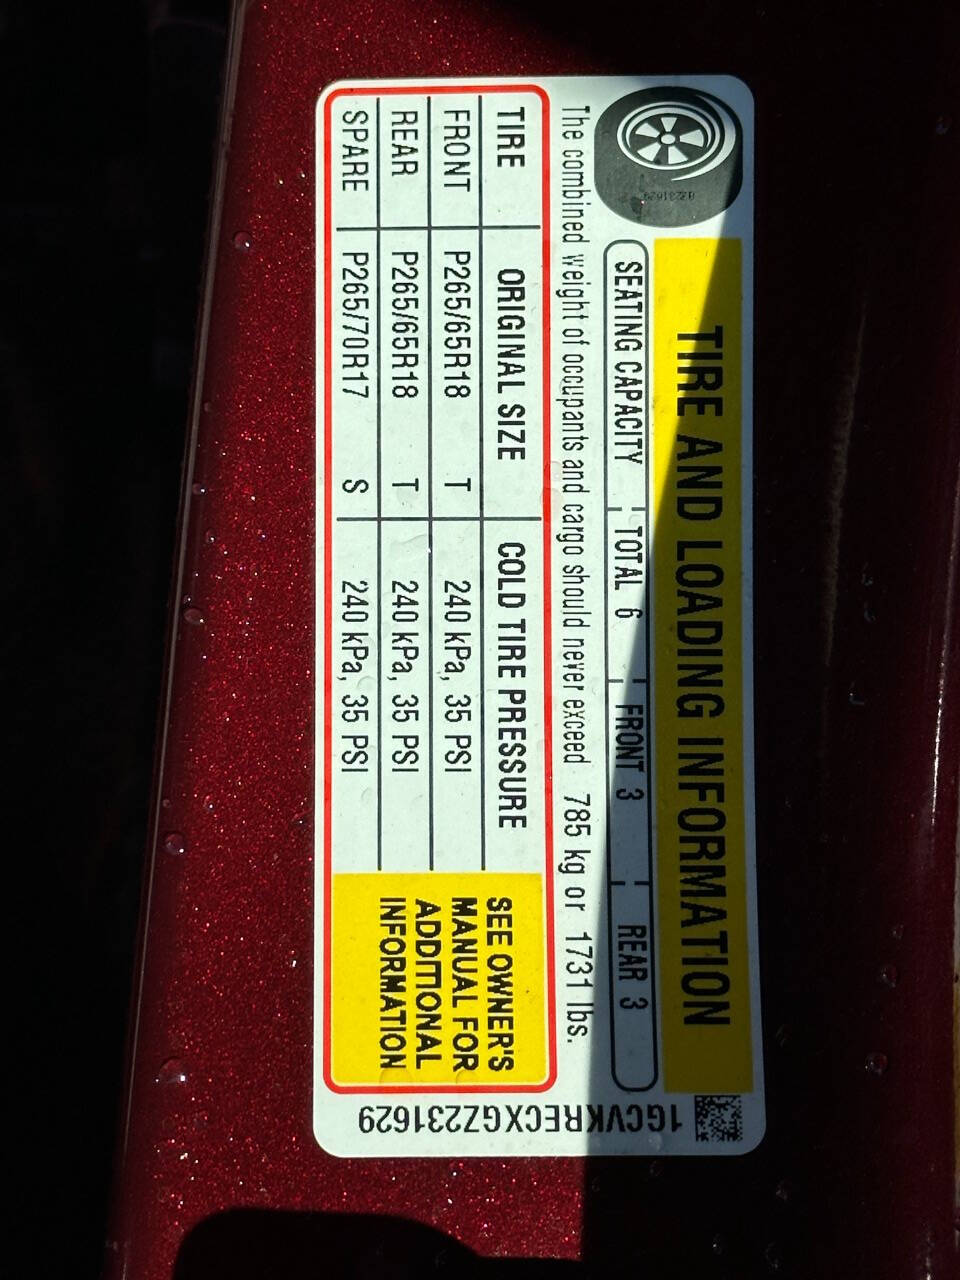 GZ231629
TIRE AND LOADING INFORMATION
SEATING CAPACITY TOTAL 6 FRONT 3 REAR 3
The combined weight of occupants and cargo should never exceed 785 kg or 1731 lbs.
TIRE ORIGINAL SIZE COLD TIRE PRESSURE
FRONT P265/65R18 T 240 kPa, 35 PSI
REAR P265/65R18 T 240 kPa, 35 PSI
SPARE P265/70R17 S 240 kPa, 35 PSI
SEE OWNER'S
MANUAL FOR
ADDITIONAL
INFORMATION
1GCVKRECXGZ231629